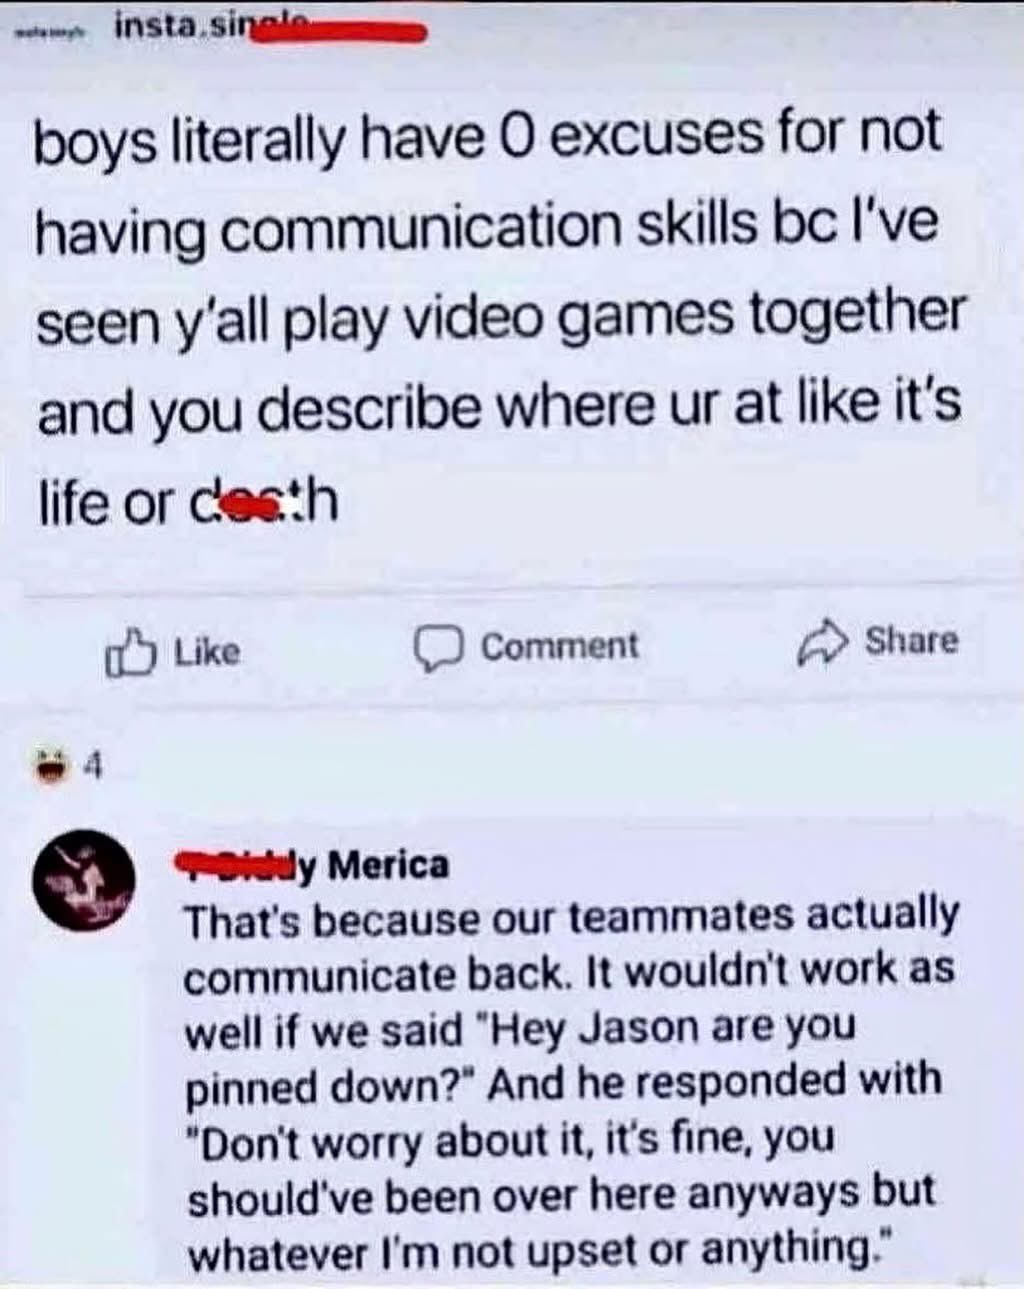 insta.single
boys literally have 0 excuses for not
having communication skills bc I've
seen y'all play video games together
and you describe where ur at like it's
life or death
Like Comment Share
4
Merica
That's because our teammates actually
communicate back. It wouldn't work as
well if we said "Hey Jason are you
pinned down?" And he responded with
"Don't worry about it, it's fine, you
should've been over here anyways but
whatever I'm not upset or anything."